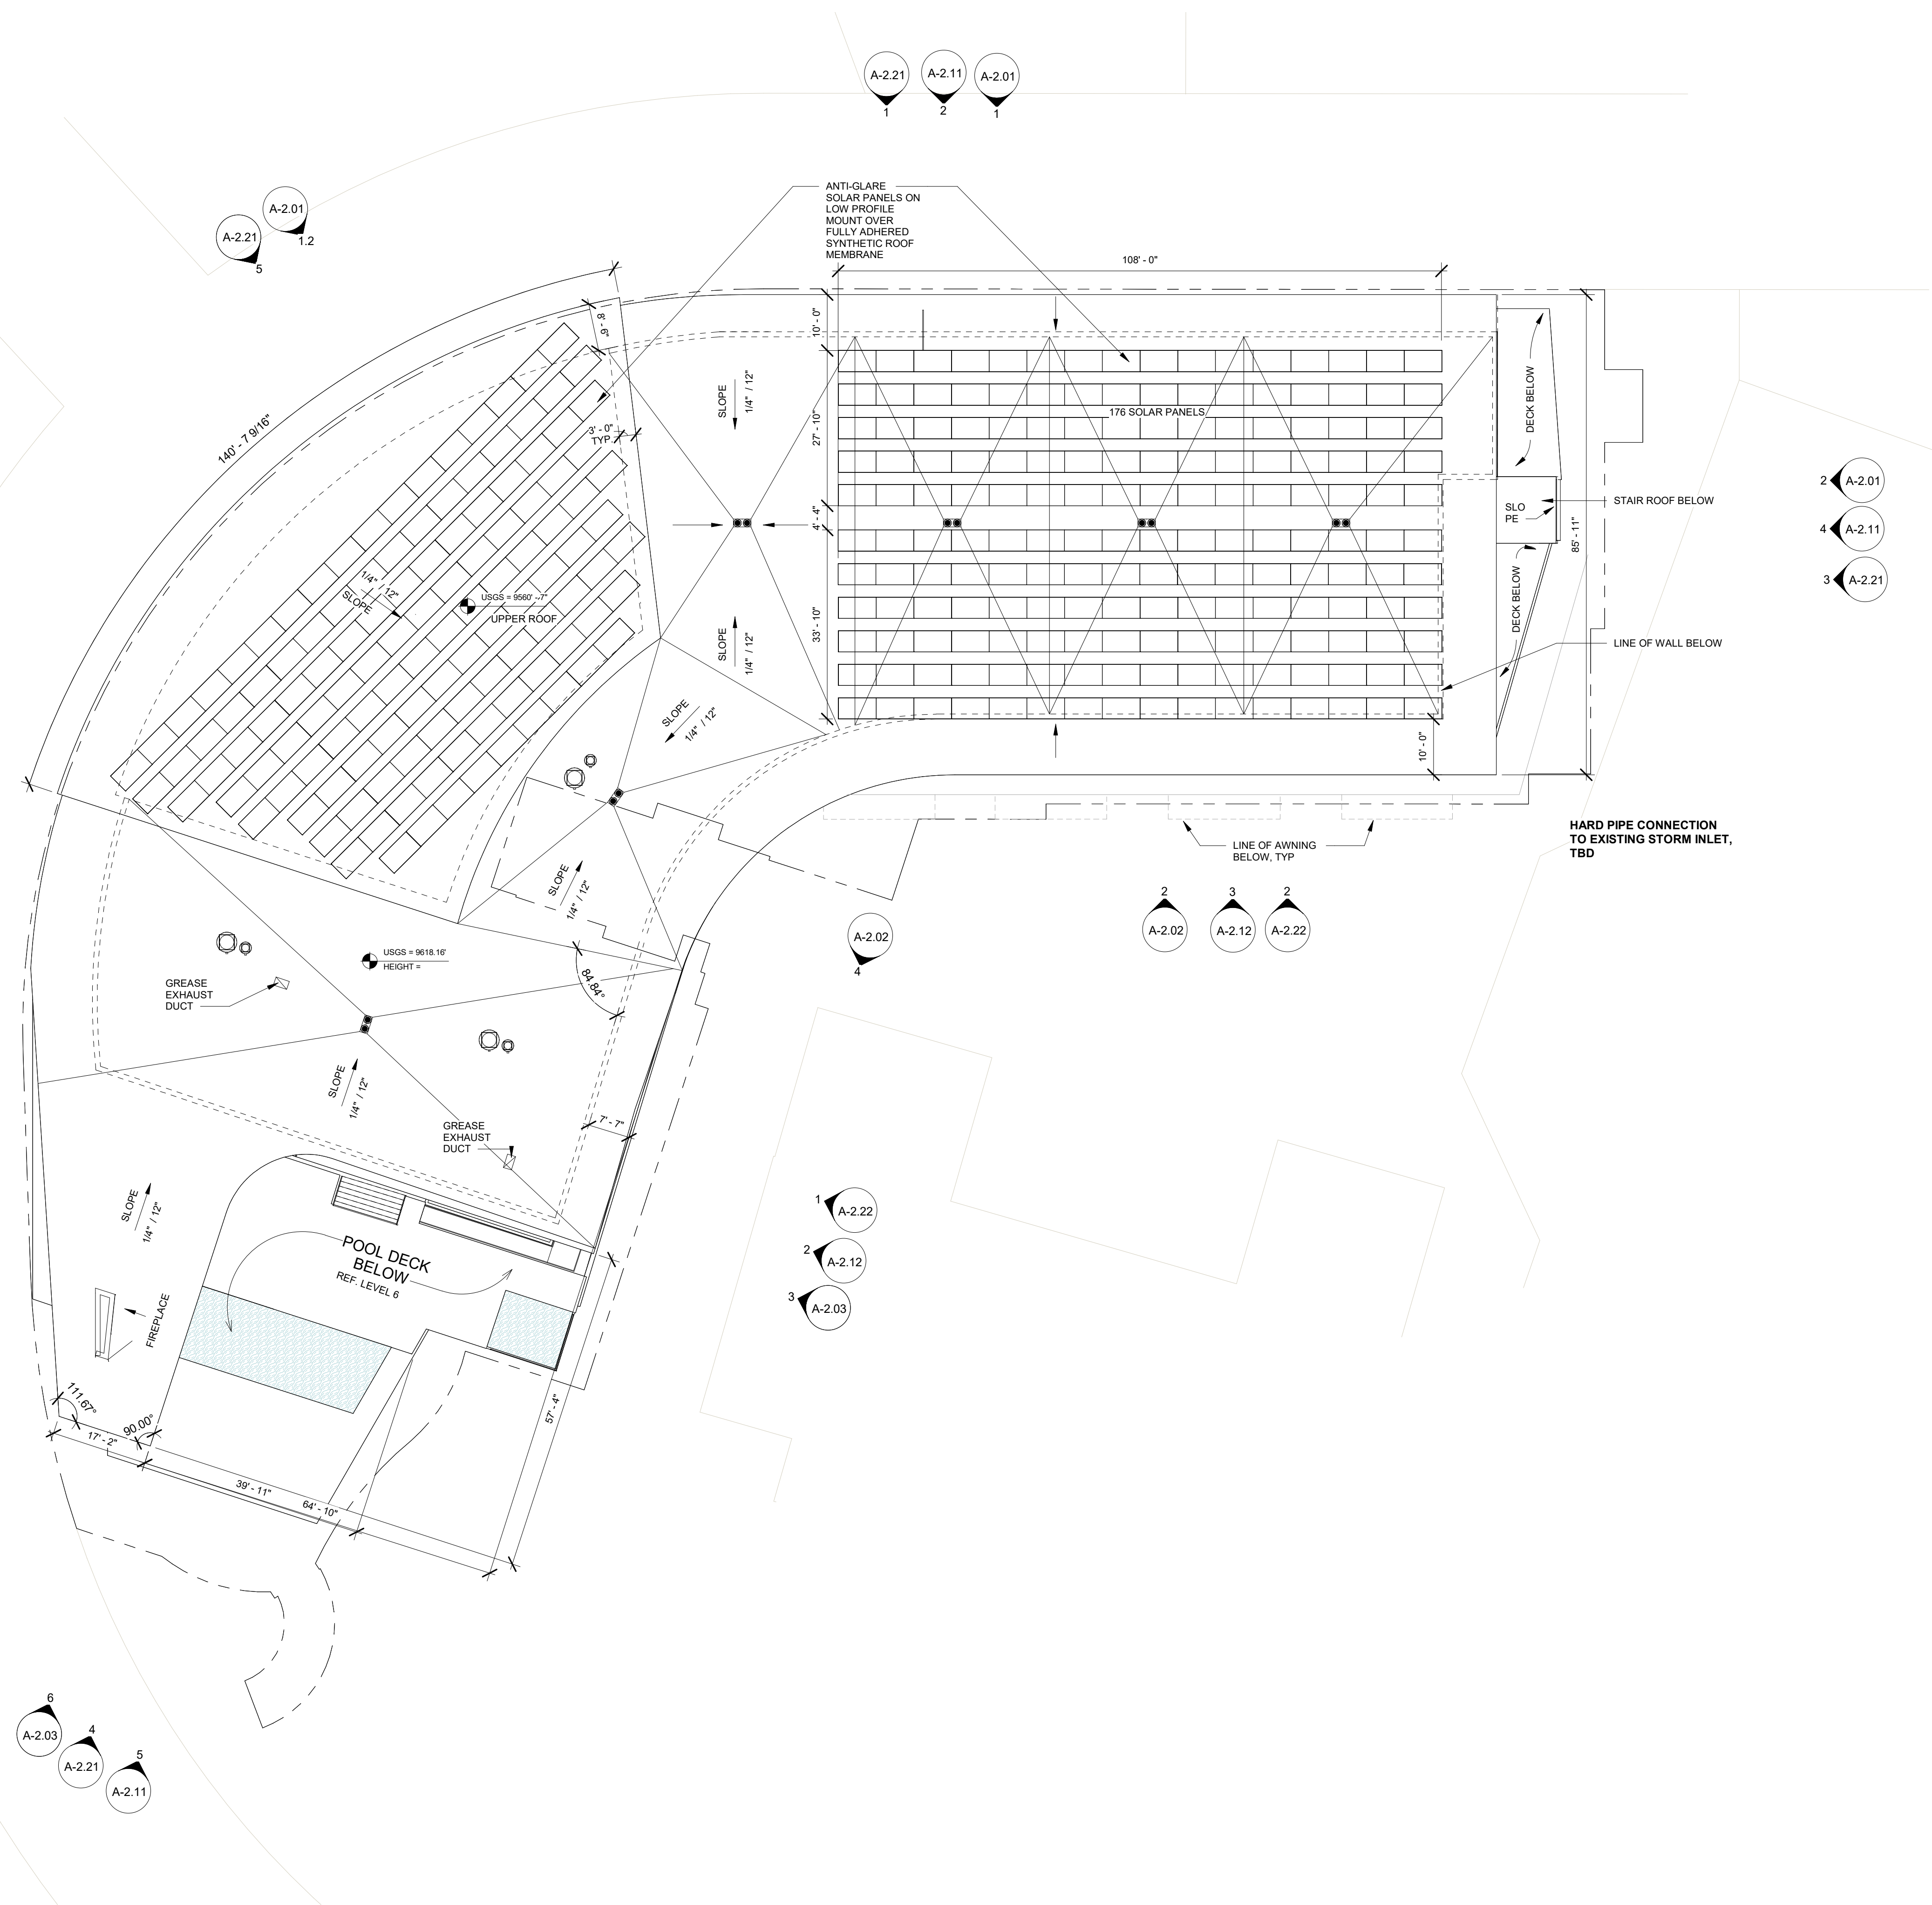 A-2.21
1
A-2.11
2
A-2.01
1
A-2.01
1.2
A-2.21
5
ANTI-GLARE
SOLAR PANELS ON
LOW PROFILE
MOUNT OVER
FULLY ADHERED
SYNTHETIC ROOF
MEMBRANE
108' - 0"
8' - 6"
10' - 0"
140' - 7 9/16"
3' - 0"
TYP.
SLOPE
1/4" / 12"
27' - 10"
176 SOLAR PANELS
DECK BELOW
2
A-2.01
STAIR ROOF BELOW
SLO
PE
4' - 4"
85' - 11"
4
A-2.11
3
A-2.21
1/4" / 12"
SLOPE
USGS = 9560' - 7"
UPPER ROOF
SLOPE
1/4" / 12"
33' - 10"
DECK BELOW
LINE OF WALL BELOW
SLOPE
1/4" / 12"
10' - 0"
HARD PIPE CONNECTION
TO EXISTING STORM INLET,
TBD
LINE OF AWNING
BELOW, TYP
SLOPE
1/4" / 12"
2
A-2.02
3
A-2.12
2
A-2.22
A-2.02
4
USGS = 9618.16'
HEIGHT =
GREASE
EXHAUST
DUCT
84.84°
SLOPE
1/4" / 12"
GREASE
EXHAUST
DUCT
7' - 7"
SLOPE
1/4" / 12"
1
A-2.22
2
A-2.12
3
A-2.03
POOL DECK
BELOW
REF. LEVEL 6
FIREPLACE
111.67°
90.00°
17' - 2"
57' - 4"
39' - 11"
64' - 10"
6
A-2.03
4
A-2.21
5
A-2.11